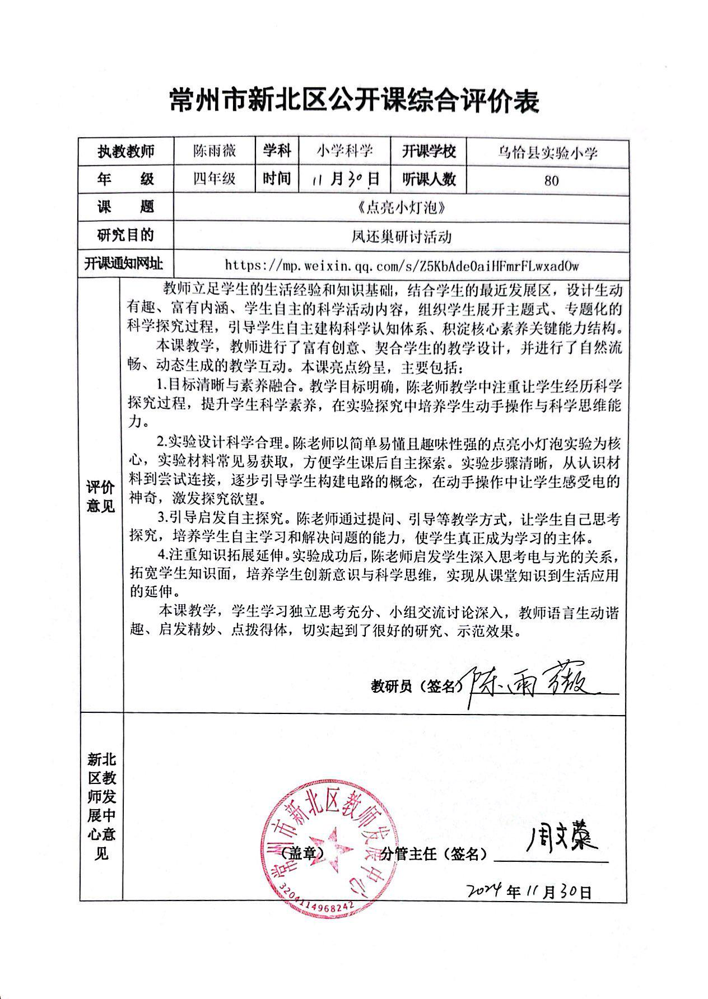 常州市新北区公开课综合评价表
执教教师 陈雨薇 学科 小学科学 开课学校 乌恰县实验小学
年 级 四年级 时间 11月30日 听课人数 80
课 题 《点亮小灯泡》
研究目的 凤还巢研讨活动
开课通知网址 https://mp.weixin.qq.com/s/Z5KbAdeOaiHFmrFLwxadOw
评价
意见
教师立足学生的生活经验和知识基础，结合学生的最近发展区，设计生动
有趣、富有内涵、学生自主的科学活动内容，组织学生展开主题式、专题化的
科学探究过程，引导学生自主建构科学认知体系、积淀核心素养关键能力结构。
本课教学，教师进行了富有创意、契合学生的教学设计，并进行了自然流
畅、动态生成的教学互动。本课亮点纷呈，主要包括：
1.目标清晰与素养融合。教学目标明确，陈老师教学中注重让学生经历科学
探究过程，提升学生科学素养，在实验探究中培养学生动手操作与科学思维能
力。
2.实验设计科学合理。陈老师以简单易懂且趣味性强的点亮小灯泡实验为核
心，实验材料常见易获取，方便学生课后自主探索。实验步骤清晰，从认识材
料到尝试连接，逐步引导学生构建电路的概念，在动手操作中让学生感受电的
神奇，激发探究欲望。
3.引导启发自主探究。陈老师通过提问、引导等教学方式，让学生自己思考
探究，培养学生自主学习和解决问题的能力，使学生真正成为学习的主体。
4.注重知识拓展延伸。实验成功后，陈老师启发学生深入思考电与光的关系，
拓宽学生知识面，培养学生创新意识与科学思维，实现从课堂知识到生活应用
的延伸。
本课教学，学生学习独立思考充分、小组交流讨论深入，教师语言生动谐
趣、启发精妙、点拨得体，切实起到了很好的研究、示范效果。
教研员（签名）陈雨薇
新北
区教
师发
展中
心意
见
常州市新北区教师发展中心
3204114968242
（盖章） 分管主任（签名）周文荣
2024年11月30日